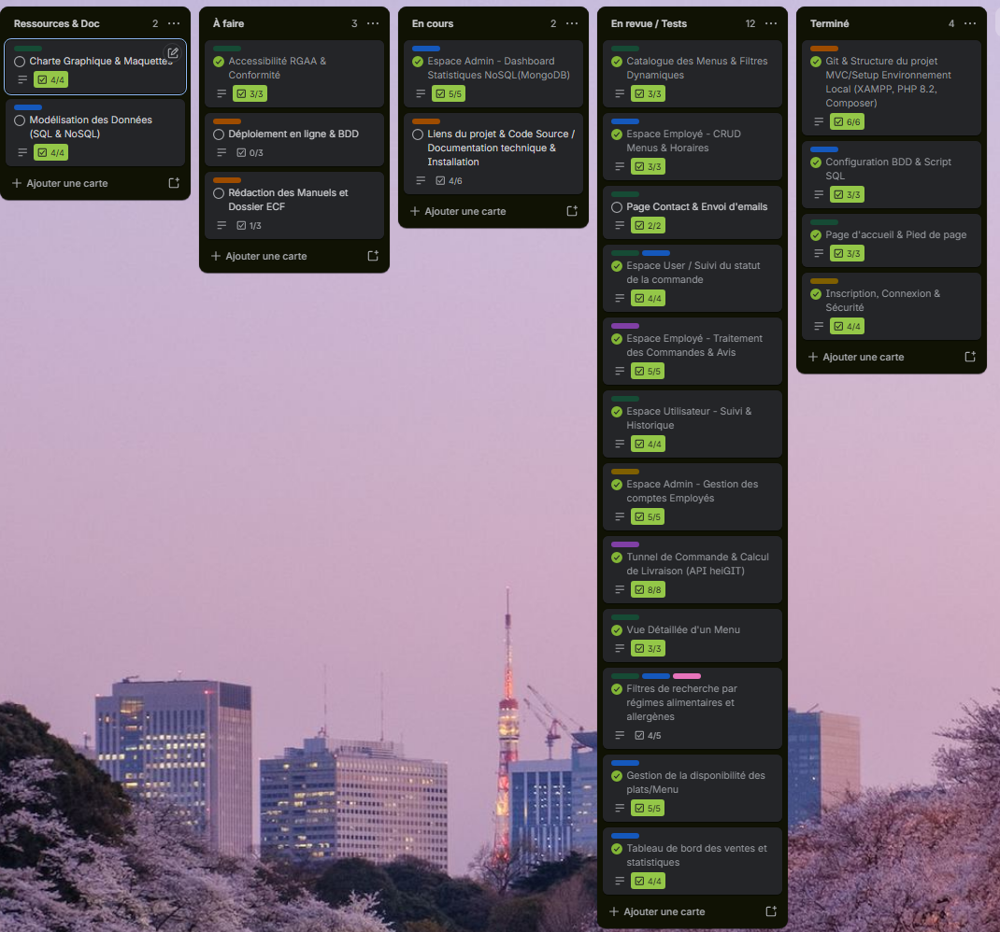 Ressources & Doc 2
Charte Graphique & Maquettes
4/4
Modélisation des Données
(SQL & NoSQL)
4/4
Ajouter une carte
À faire 3
Accessibilité RGAA &
Conformité
3/3
Déploiement en ligne & BDD
0/3
Rédaction des Manuels et
Dossier ECF
1/3
Ajouter une carte
En cours 2
Espace Admin - Dashboard
Statistiques NoSQL(MongoDB)
5/5
Liens du projet & Code Source /
Documentation technique &
Installation
4/6
Ajouter une carte
En revue / Tests 12
Catalogue des Menus & Filtres
Dynamiques
3/3
Espace Employé - CRUD
Menus & Horaires
3/3
Page Contact & Envoi d'emails
2/2
Espace User / Suivi du statut
de la commande
4/4
Espace Employé - Traitement
des Commandes & Avis
5/5
Espace Utilisateur - Suivi &
Historique
4/4
Espace Admin - Gestion des
comptes Employés
5/5
Tunnel de Commande & Calcul
de Livraison (API heiGIT)
8/8
Vue Détaillée d'un Menu
3/3
Filtres de recherche par
régimes alimentaires et
allergènes
4/5
Gestion de la disponibilité des
plats/Menu
5/5
Tableau de bord des ventes et
statistiques
4/4
Ajouter une carte
Terminé 4
Git & Structure du projet
MVC/Setup Environnement
Local (XAMPP, PHP 8.2,
Composer)
6/6
Configuration BDD & Script
SQL
3/3
Page d'accueil & Pied de page
3/3
Inscription, Connexion &
Sécurité
4/4
Ajouter une carte